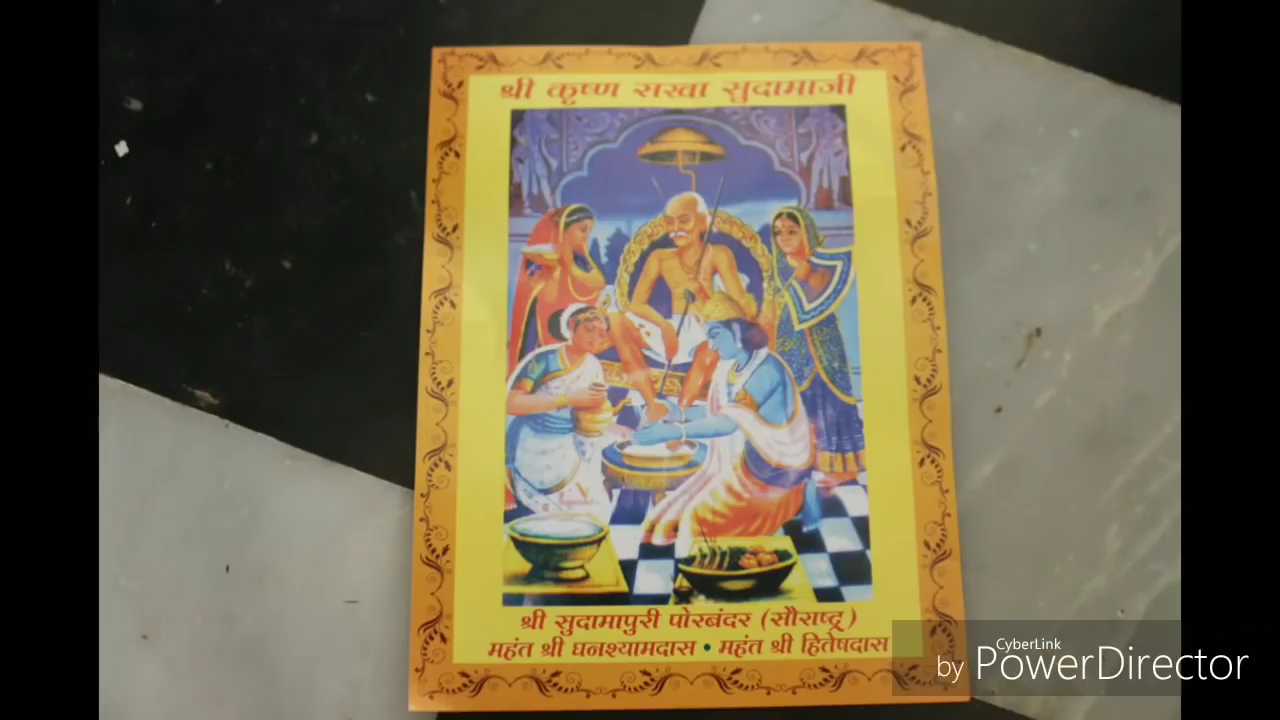 श्री कृष्ण सखा सुदामाजी
श्री सुदामापुरी पोरबंदर (सौराष्ट्र)
महंत श्री घनश्यामदास • महंत श्री हितेषदास
CyberLink
by PowerDirector